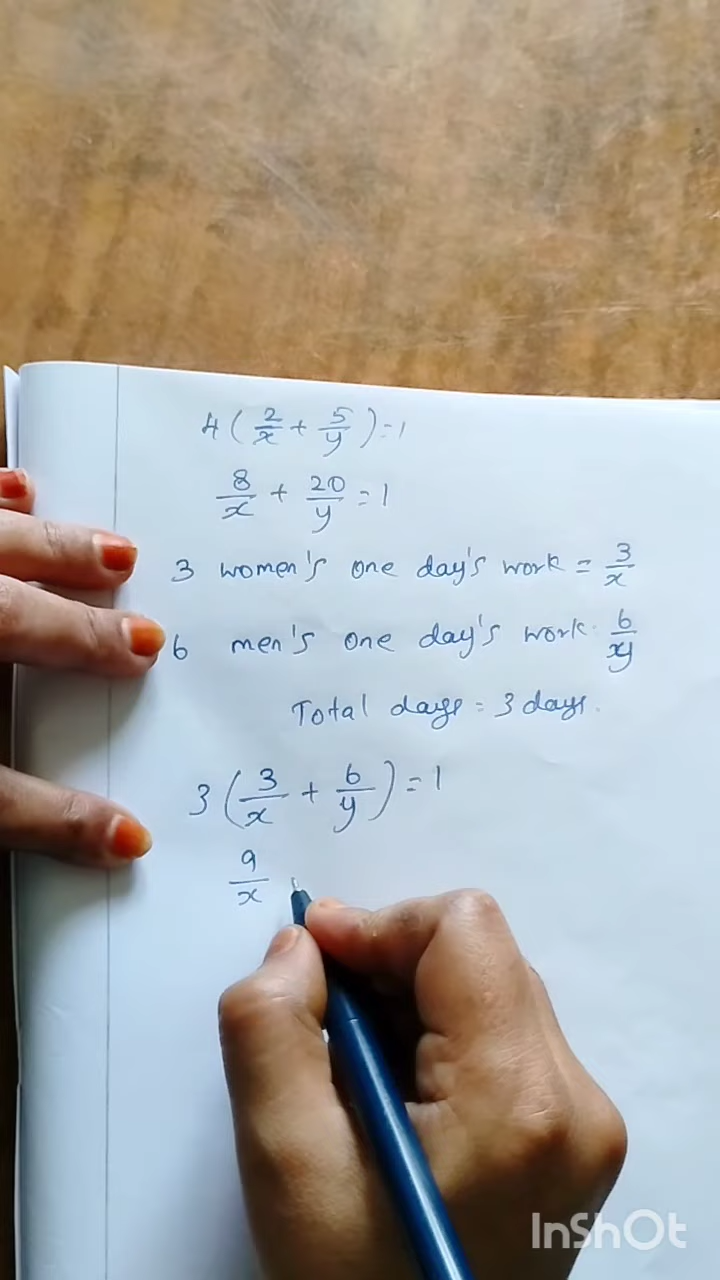 4 ( 2/x + 5/y ) = 1
8/x + 20/y = 1
3 women's one day's work = 3/x
6 men's one day's work 6/y
Total days = 3 days.
3 ( 3/x + 6/y ) = 1
9/x
InShOt